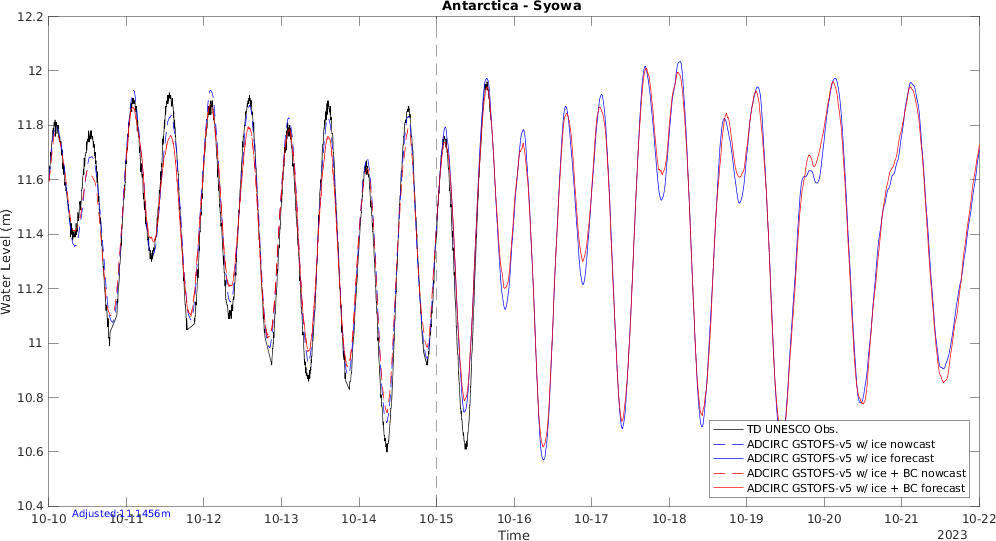 Antarctica - Syowa
12.2
12
11.8
11.6
11.4
11.2
11
10.8
10.6
10.4
Water Level (m)
TD UNESCO Obs.
ADCIRC GSTOFS-v5 w/ ice nowcast
ADCIRC GSTOFS-v5 w/ ice forecast
ADCIRC GSTOFS-v5 w/ ice + BC nowcast
ADCIRC GSTOFS-v5 w/ ice + BC forecast
Adjusted:11.1456m
10-10 10-11 10-12 10-13 10-14 10-15 10-16 10-17 10-18 10-19 10-20 10-21 10-22
Time
2023